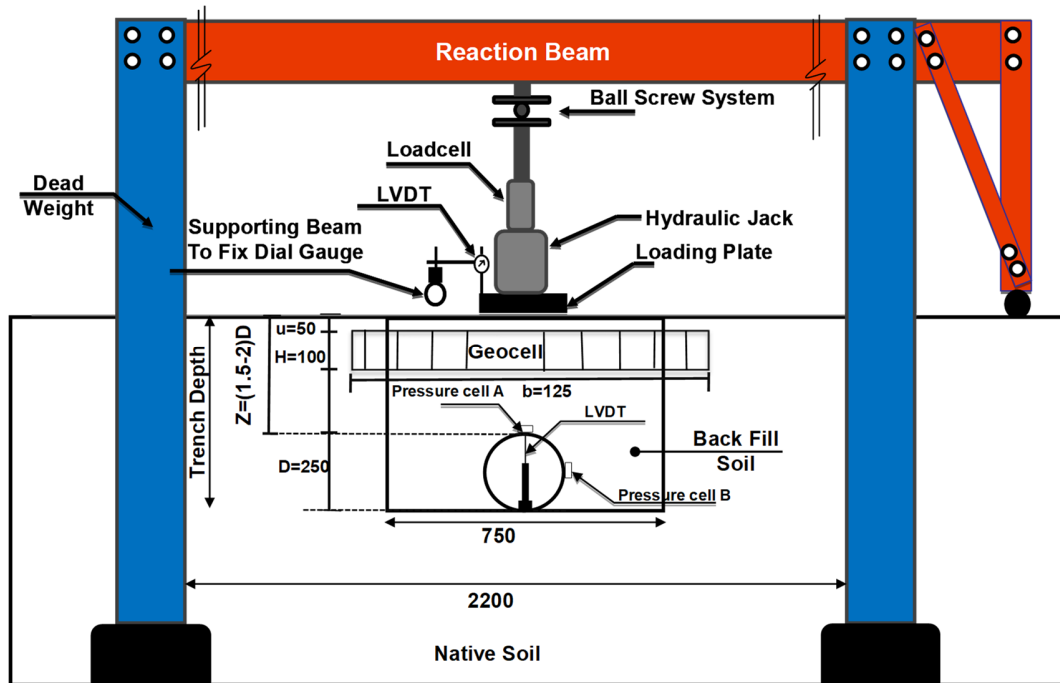 Reaction Beam
Ball Screw System
Loadcell
LVDT
Dead
Weight
Supporting Beam
To Fix Dial Gauge
Hydraulic Jack
Loading Plate
u=50
H=100
Geocell
Z=(1.5-2)D
Trench Depth
Pressure cell A
b=125
LVDT
D=250
Back Fill
Soil
Pressure cell B
750
2200
Native Soil